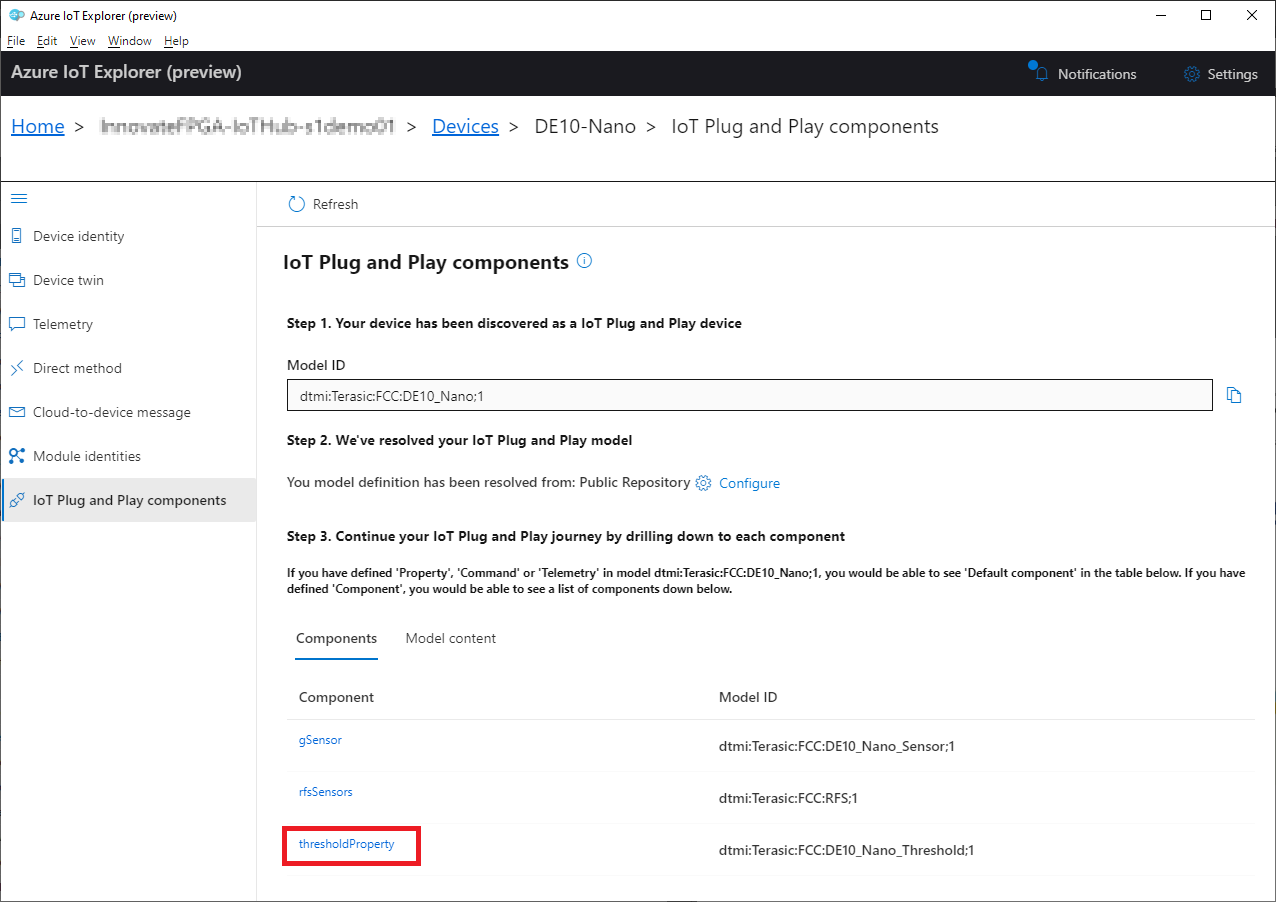 Azure IoT Explorer (preview)
File Edit View Window Help
Azure IoT Explorer (preview) Notifications Settings
Home > InnovateFPGA-IoTHub-s1demo01 > Devices > DE10-Nano > IoT Plug and Play components
Refresh
Device identity
Device twin
Telemetry
Direct method
Cloud-to-device message
Module identities
IoT Plug and Play components
IoT Plug and Play components
Step 1. Your device has been discovered as a IoT Plug and Play device
Model ID
dtmi:Terasic:FCC:DE10_Nano;1
Step 2. We've resolved your IoT Plug and Play model
You model definition has been resolved from: Public Repository Configure
Step 3. Continue your IoT Plug and Play journey by drilling down to each component
If you have defined 'Property', 'Command' or 'Telemetry' in model dtmi:Terasic:FCC:DE10_Nano;1, you would be able to see 'Default component' in the table below. If you have
defined 'Component', you would be able to see a list of components down below.
Components Model content
Component Model ID
gSensor dtmi:Terasic:FCC:DE10_Nano_Sensor;1
rfsSensors dtmi:Terasic:FCC:RFS;1
thresholdProperty dtmi:Terasic:FCC:DE10_Nano_Threshold;1